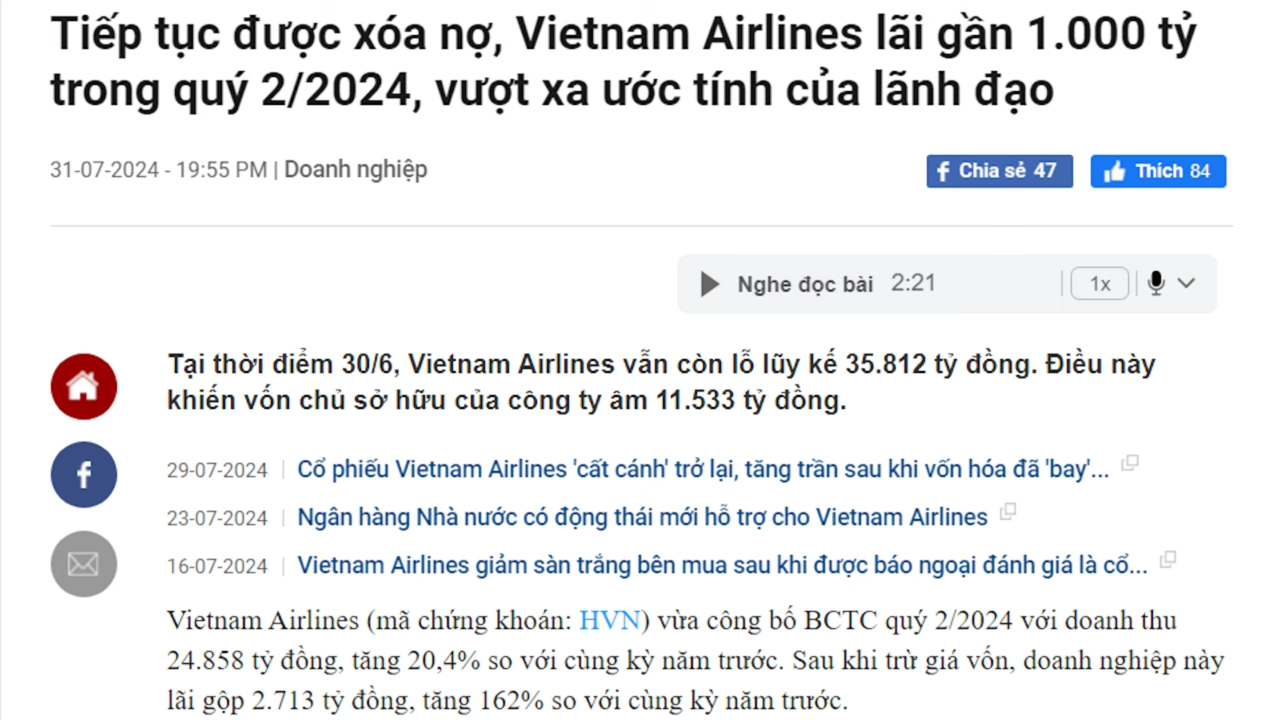 Tiếp tục được xóa nợ, Vietnam Airlines lãi gần 1.000 tỷ
trong quý 2/2024, vượt xa ước tính của lãnh đạo
31-07-2024 - 19:55 PM | Doanh nghiệp
Chia sẻ 47
Thích 84
Nghe đọc bài 2:21
1x
Tại thời điểm 30/6, Vietnam Airlines vẫn còn lỗ lũy kế 35.812 tỷ đồng. Điều này
khiến vốn chủ sở hữu của công ty âm 11.533 tỷ đồng.
29-07-2024 | Cổ phiếu Vietnam Airlines 'cất cánh' trở lại, tăng trần sau khi vốn hóa đã 'bay'...
23-07-2024 | Ngân hàng Nhà nước có động thái mới hỗ trợ cho Vietnam Airlines
16-07-2024 | Vietnam Airlines giảm sàn trắng bên mua sau khi được báo ngoại đánh giá là cổ...
Vietnam Airlines (mã chứng khoán: HVN) vừa công bố BCTC quý 2/2024 với doanh thu
24.858 tỷ đồng, tăng 20,4% so với cùng kỳ năm trước. Sau khi trừ giá vốn, doanh nghiệp này
lãi gộp 2.713 tỷ đồng, tăng 162% so với cùng kỳ năm trước.